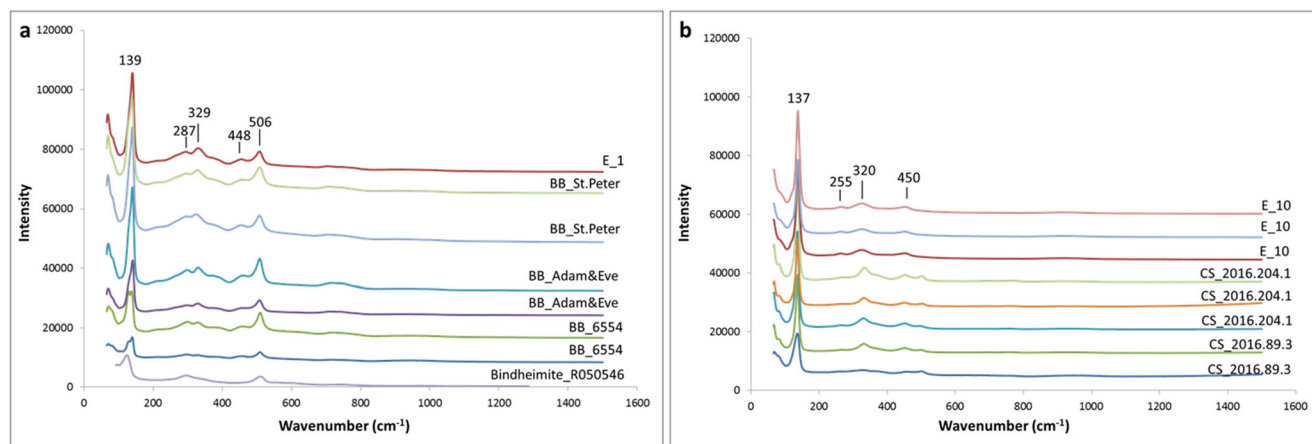 a
120000
100000
80000
60000
40000
20000
0
Intensity
139
287
329
448
506
E_1
BB_St.Peter
BB_St.Peter
BB_Adam&Eve
BB_Adam&Eve
BB_6554
BB_6554
Bindheimite_R050546
0 200 400 600 800 1000 1200 1400 1600
Wavenumber (cm⁻¹)
b
120000
100000
80000
60000
40000
20000
0
Intensity
137
255
320
450
E_10
E_10
E_10
CS_2016.204.1
CS_2016.204.1
CS_2016.204.1
CS_2016.89.3
CS_2016.89.3
0 200 400 600 800 1000 1200 1400 1600
Wavenumber (cm⁻¹)